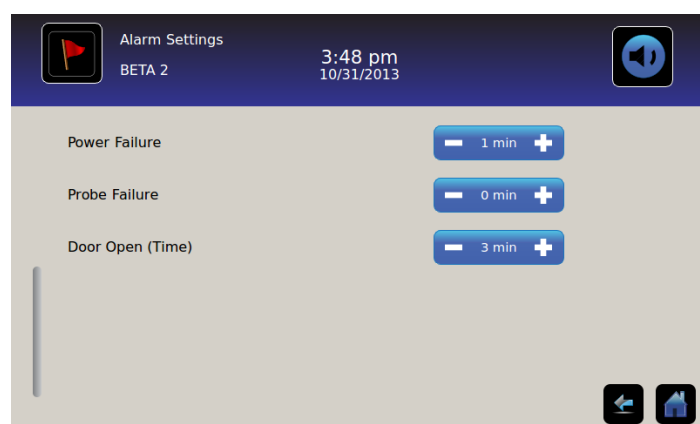 Alarm Settings
BETA 2
3:48 pm
10/31/2013
Power Failure
1 min
Probe Failure
0 min
Door Open (Time)
3 min